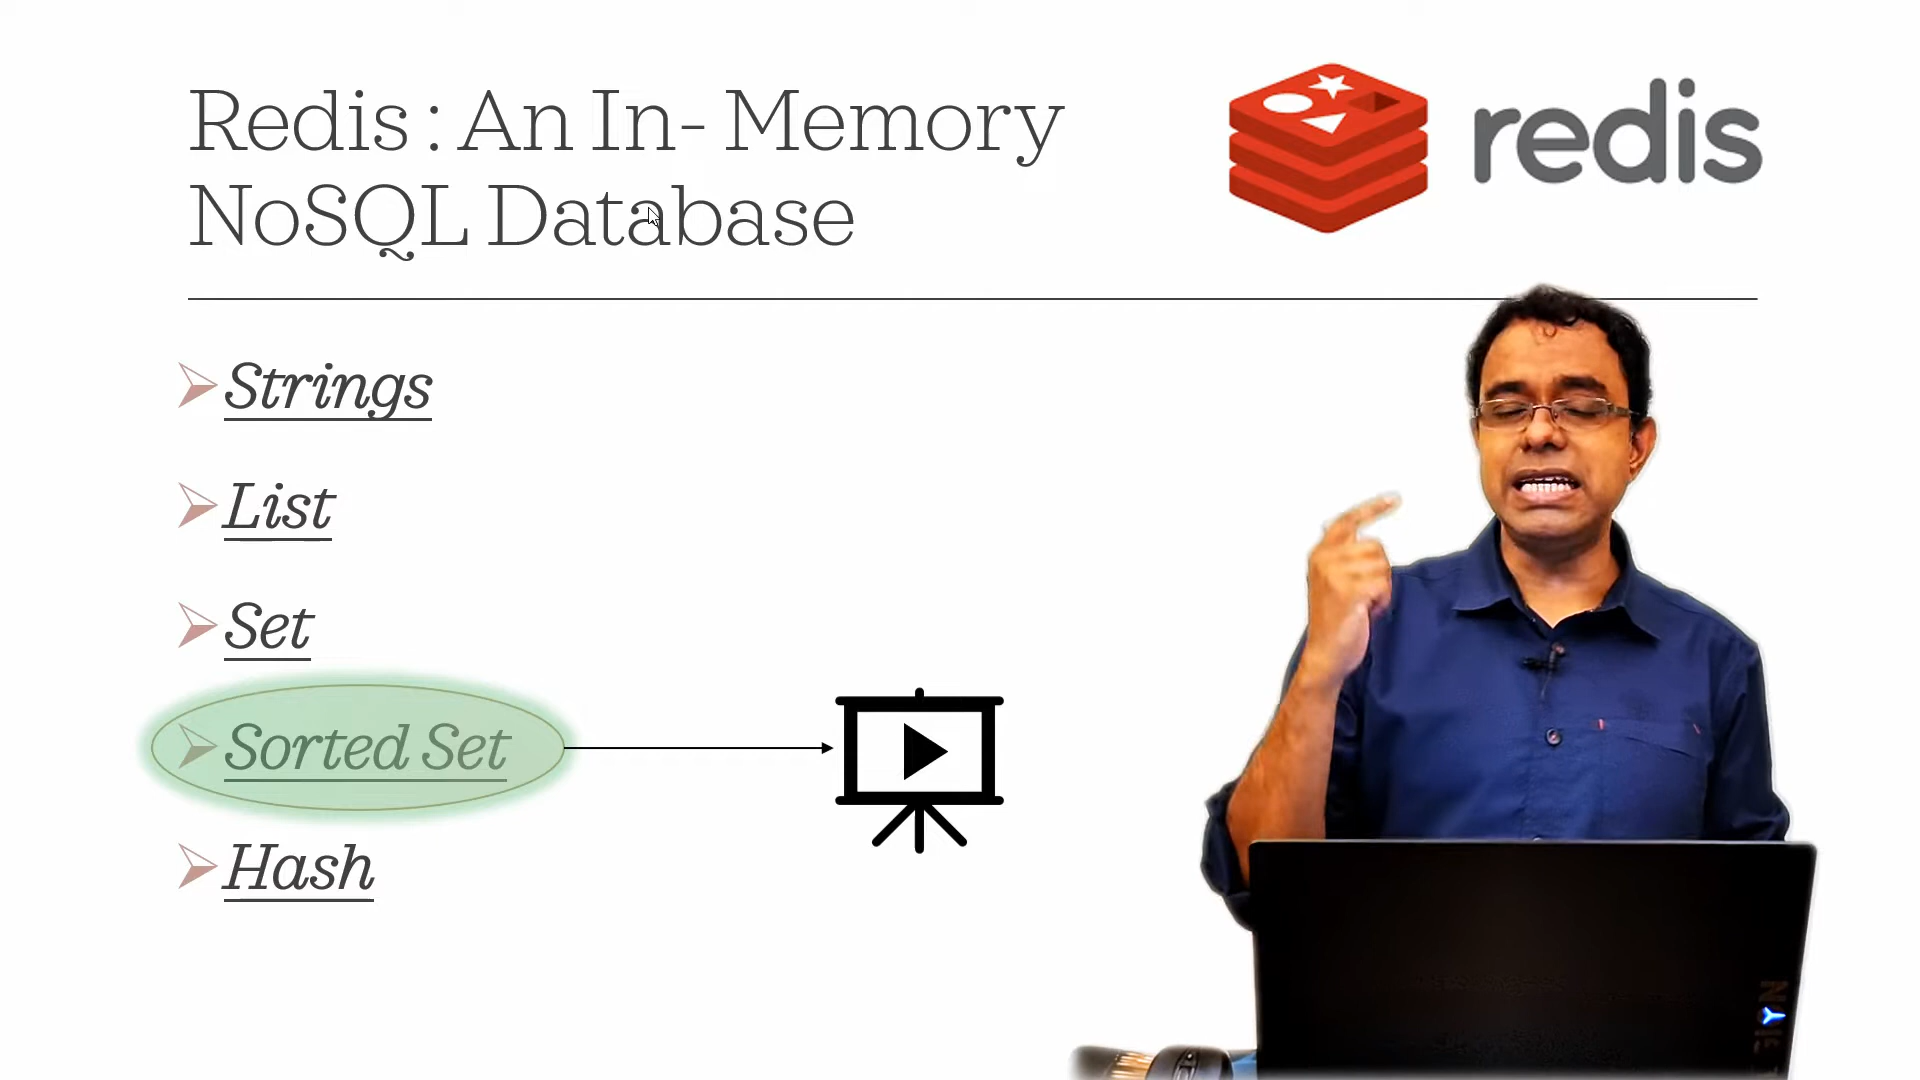 Redis : An In- Memory
NoSQL Database
redis
Strings
List
Set
Sorted Set
Hash